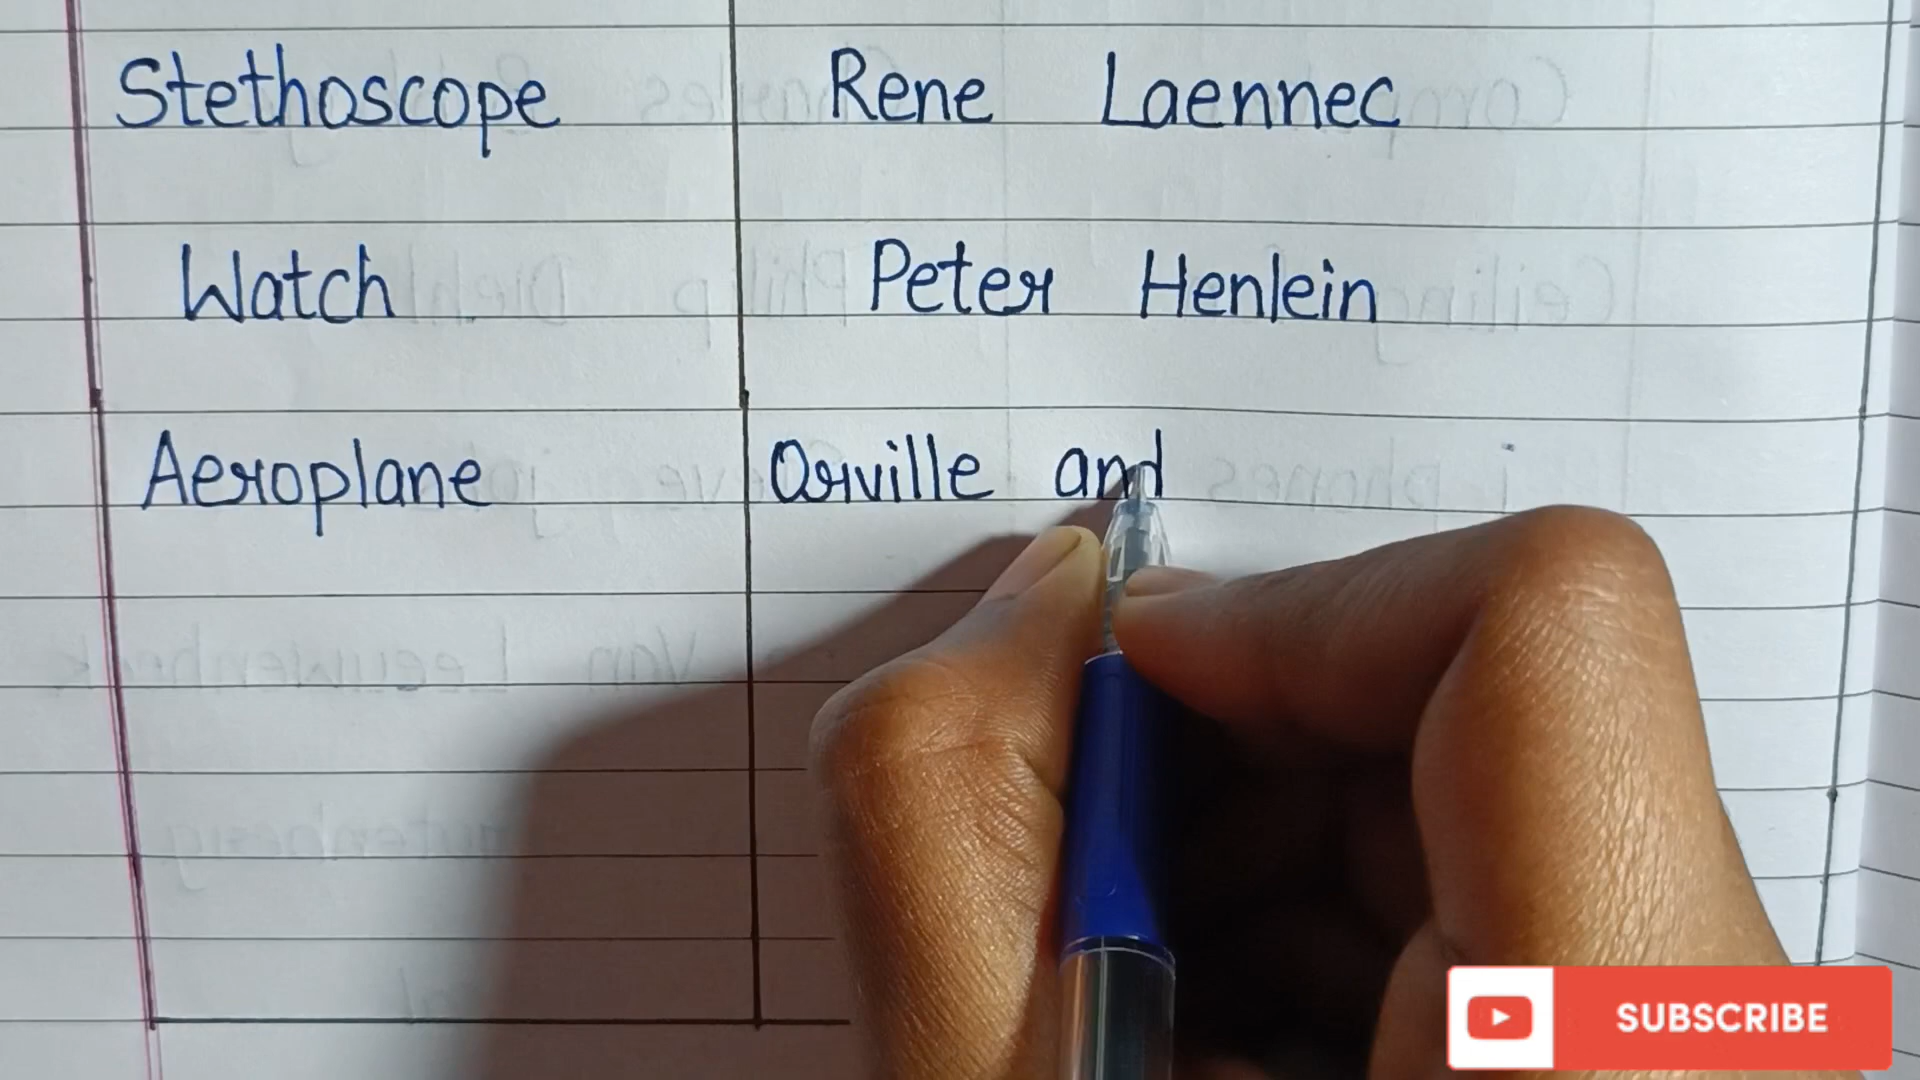 Stethoscope Rene Laennec
Watch Peter Henlein
Aeroplane Orville and
SUBSCRIBE